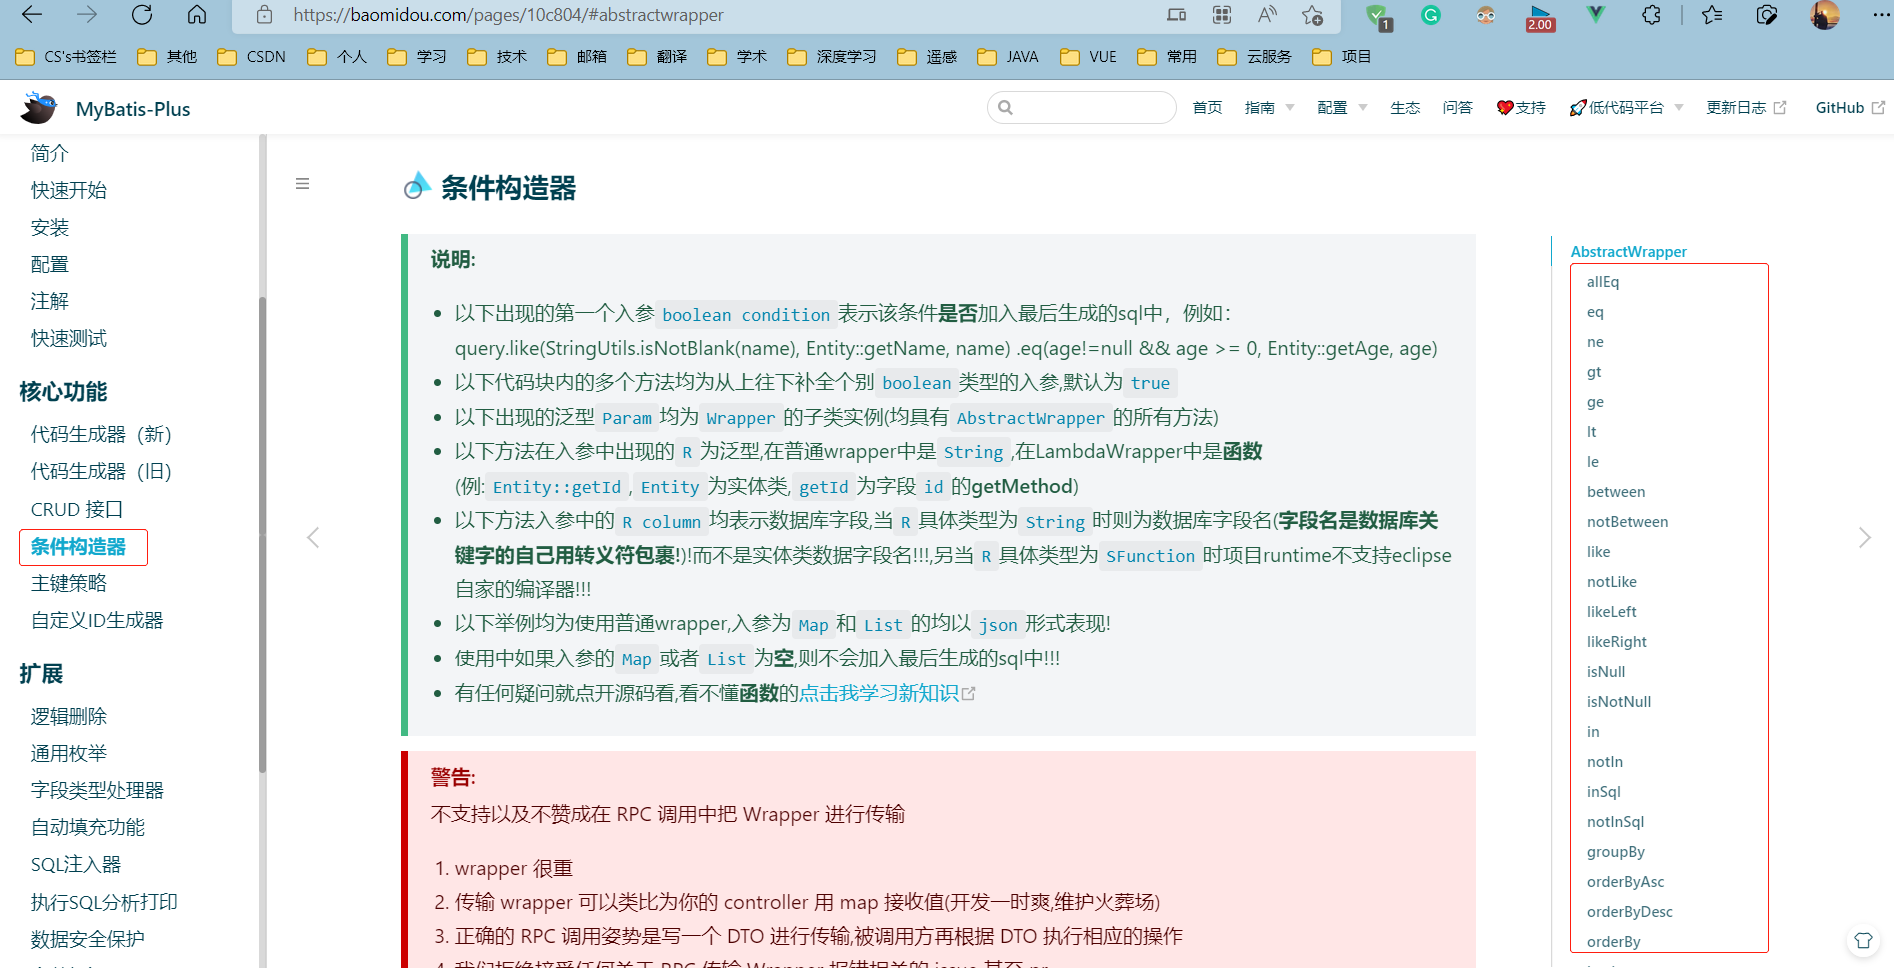 https://baomidou.com/pages/10c804/#abstractwrapper
1
2.00
CS's书签栏
其他
CSDN
个人
学习
技术
邮箱
翻译
学术
深度学习
遥感
JAVA
VUE
常用
云服务
项目
MyBatis-Plus
首页
指南
配置
生态
问答
支持
低代码平台
更新日志
GitHub
简介
快速开始
安装
配置
注解
快速测试
核心功能
代码生成器（新）
代码生成器（旧）
CRUD 接口
条件构造器
主键策略
自定义ID生成器
扩展
逻辑删除
通用枚举
字段类型处理器
自动填充功能
SQL注入器
执行SQL分析打印
数据安全保护
条件构造器
说明:
以下出现的第一个入参 boolean condition 表示该条件是否加入最后生成的sql中，例如：
query.like(StringUtils.isNotBlank(name), Entity::getName, name) .eq(age!=null && age >= 0, Entity::getAge, age)
以下代码块内的多个方法均为从上往下补全个别 boolean 类型的入参,默认为 true
以下出现的泛型 Param 均为 Wrapper 的子类实例(均具有 AbstractWrapper 的所有方法)
以下方法在入参中出现的 R 为泛型,在普通wrapper中是 String ,在LambdaWrapper中是函数
(例: Entity::getId , Entity 为实体类, getId 为字段 id 的getMethod)
以下方法入参中的 R column 均表示数据库字段,当 R 具体类型为 String 时则为数据库字段名(字段名是数据库关
键字的自己用转义符包裹!)!而不是实体类数据字段名!!!,另当 R 具体类型为 SFunction 时项目runtime不支持eclipse
自家的编译器!!!
以下举例均为使用普通wrapper,入参为 Map 和 List 的均以 json 形式表现!
使用中如果入参的 Map 或者 List 为空,则不会加入最后生成的sql中!!!
有任何疑问就点开源码看,看不懂函数的点击我学习新知识
警告:
不支持以及不赞成在 RPC 调用中把 Wrapper 进行传输
1. wrapper 很重
2. 传输 wrapper 可以类比为你的 controller 用 map 接收值(开发一时爽,维护火葬场)
3. 正确的 RPC 调用姿势是写一个 DTO 进行传输,被调用方再根据 DTO 执行相应的操作
4. 我们拒绝接受任何关于 RPC 传输 Wrapper 报错相关的 issue 甚至 pr
AbstractWrapper
allEq
eq
ne
gt
ge
lt
le
between
notBetween
like
notLike
likeLeft
likeRight
isNull
isNotNull
in
notIn
inSql
notInSql
groupBy
orderByAsc
orderByDesc
orderBy